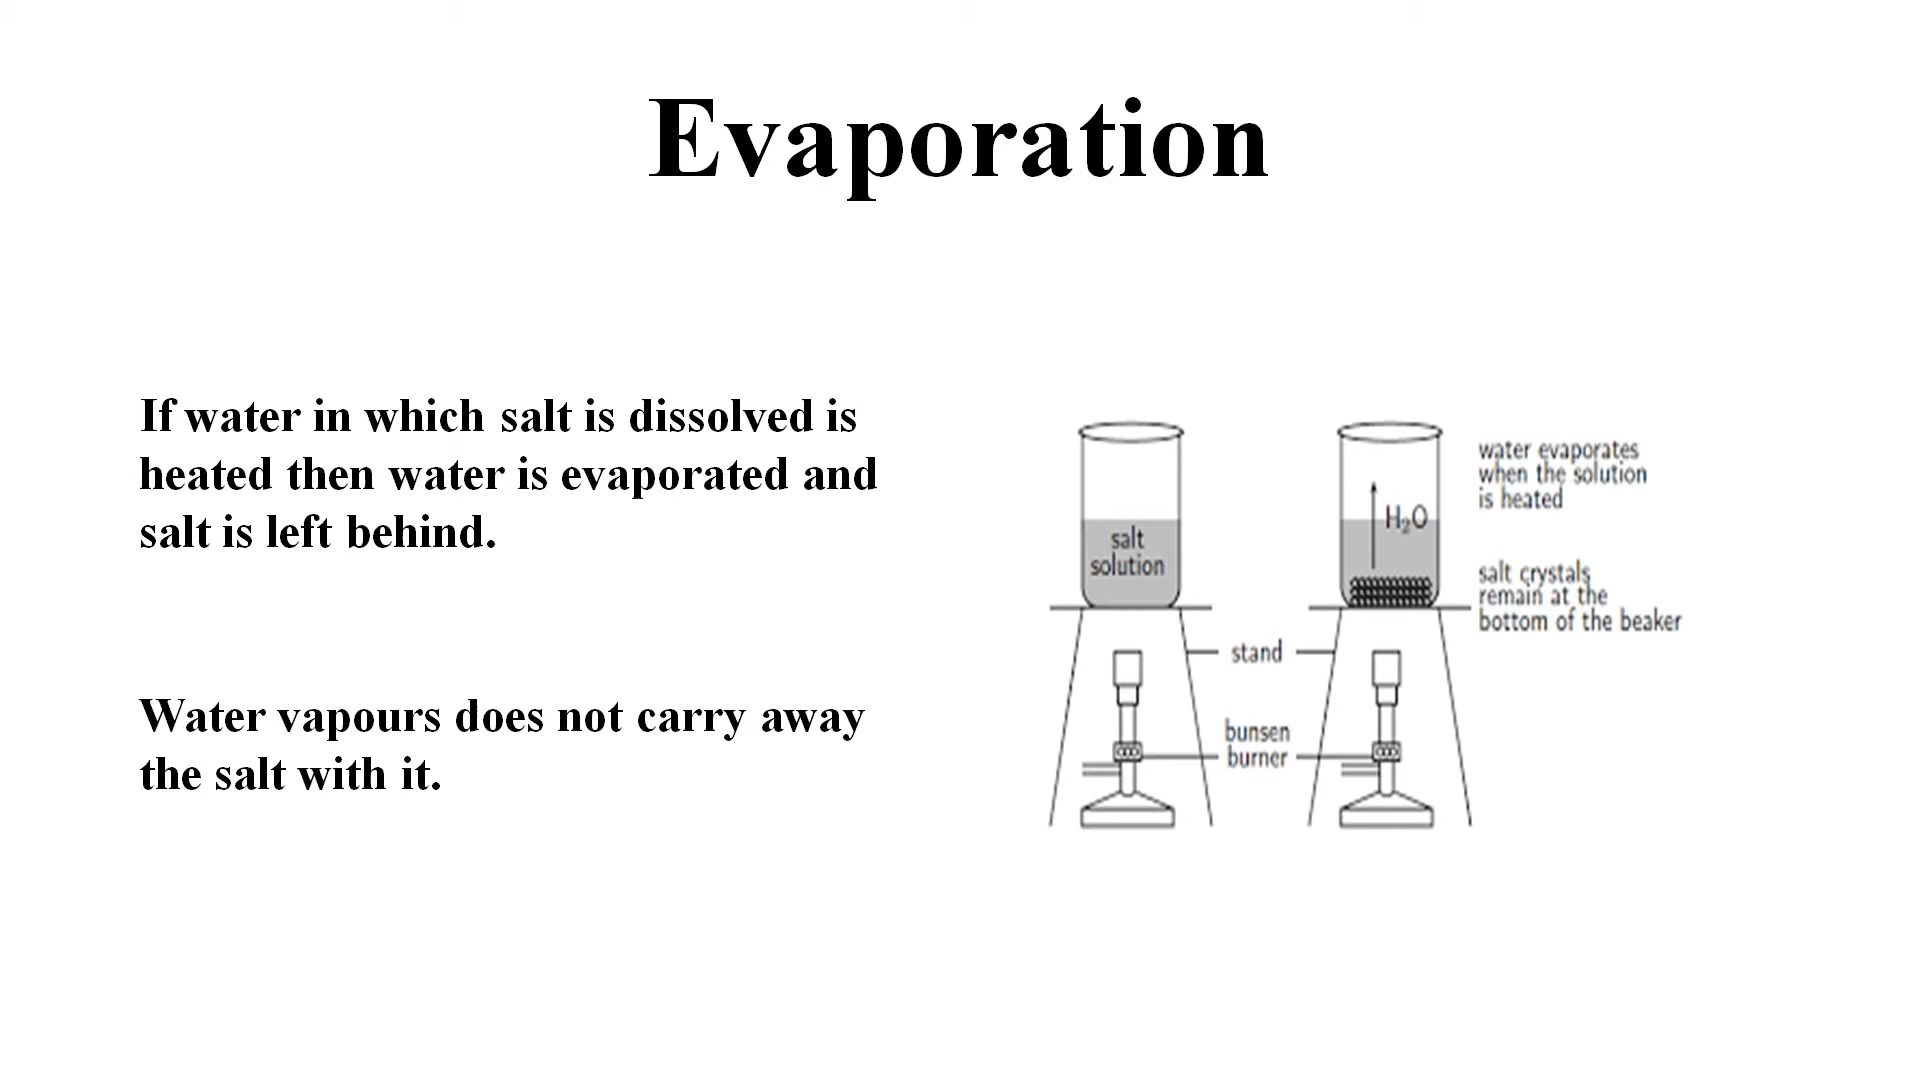 Evaporation
If water in which salt is dissolved is
heated then water is evaporated and
salt is left behind.
Water vapours does not carry away
the salt with it.
salt
solution
H₂O
water evaporates
when the solution
is heated
salt crystals
remain at the
bottom of the beaker
stand
bunsen
burner